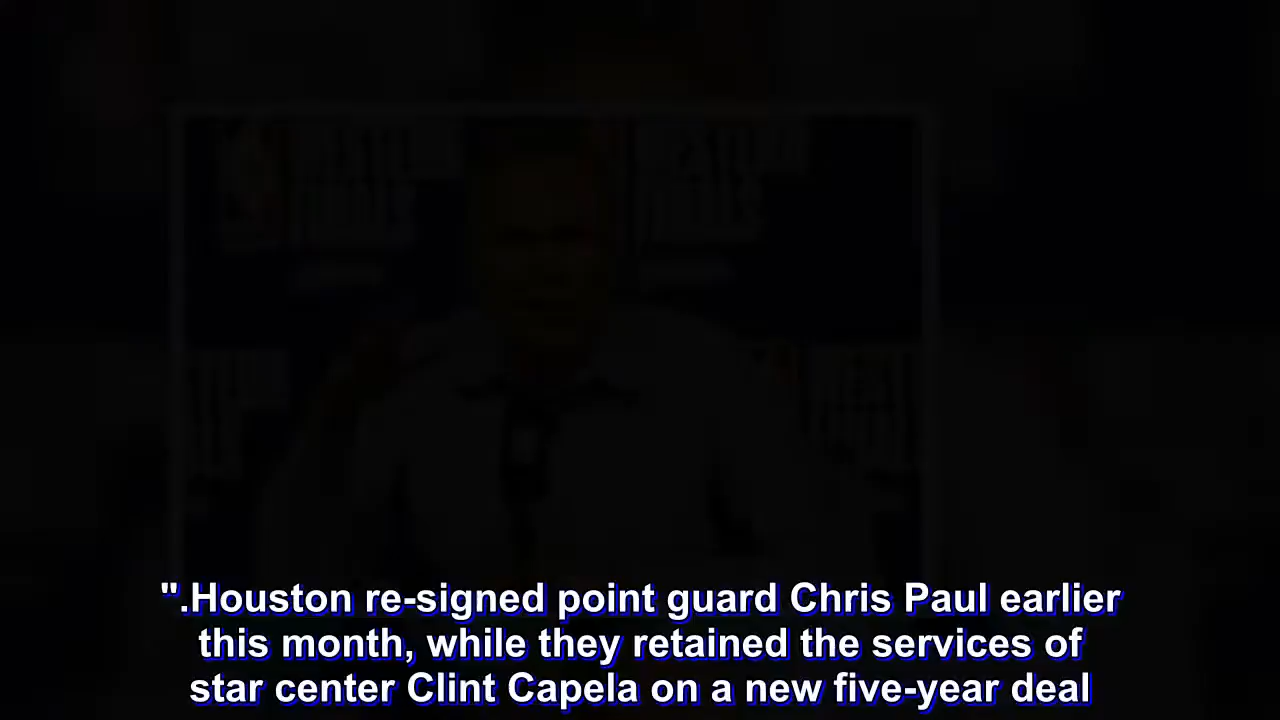 ".Houston re-signed point guard Chris Paul earlier
this month, while they retained the services of
star center Clint Capela on a new five-year deal